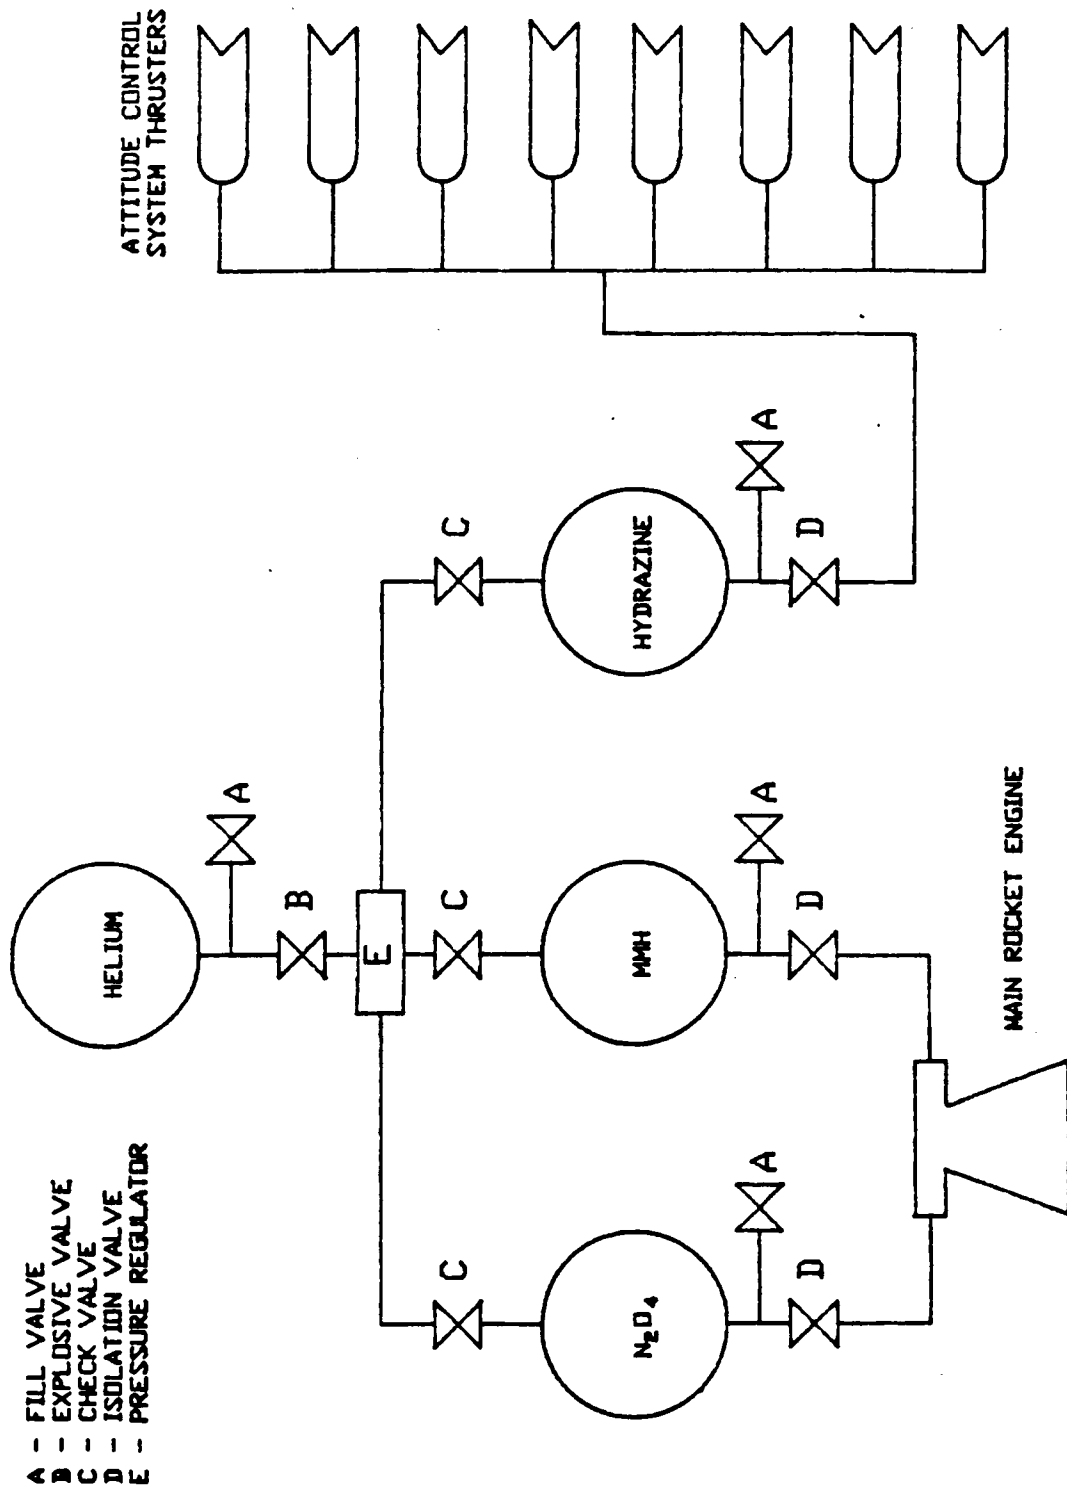 A - FILL VALVE
B - EXPLOSIVE VALVE
C - CHECK VALVE
D - ISOLATION VALVE
E - PRESSURE REGULATOR
HELIUM
A
B
E
ATTITUDE CONTROL
SYSTEM THRUSTERS
C
C
C
N₂O₄
MMH
HYDRAZINE
A
A
A
D
D
D
MAIN ROCKET ENGINE